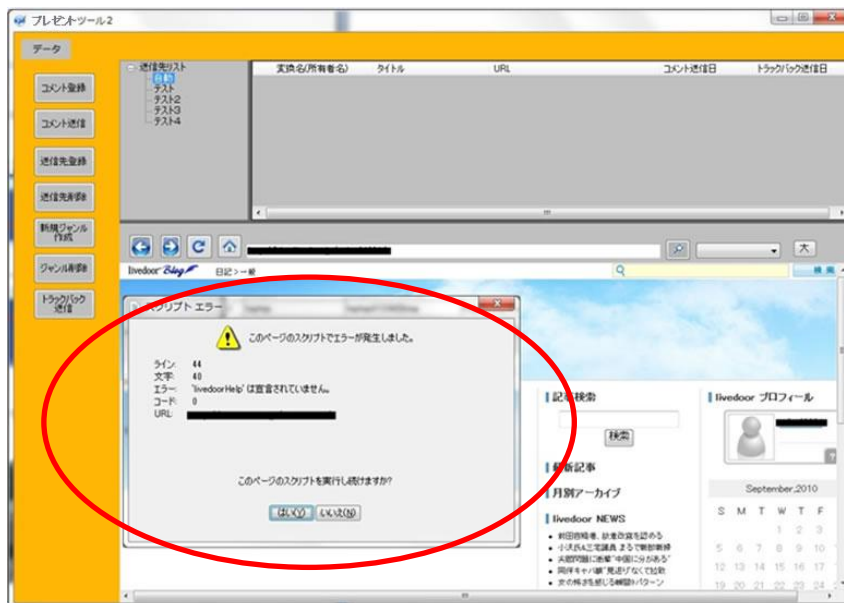 プレゼントツール2
データ
コメント登録
コメント送信
送信先登録
送信先削除
新規ジャンル
作成
ジャンル削除
トラックバック
送信
送信先リスト
自動
テスト
テスト2
テスト3
テスト4
変換名(所有者名) タイトル URL コメント送信日 トラックバック送信日
大
livedoor Blog 日記>一般
検索
スクリプト エラー
このページのスクリプトでエラーが発生しました。
ライン: 44
文字: 40
エラー: 'livedoorHelp' は宣言されていません。
コード: 0
URL:
このページのスクリプトを実行し続けますか?
はい(Y) いいえ(N)
記事検索
検索
最新記事
月別アーカイブ
livedoor NEWS
livedoor プロフィール
September, 2010
S M T W T F
1 2 3
5 6 7 8 9 10
12 13 14 15 16 17
19 20 21 22 23 24